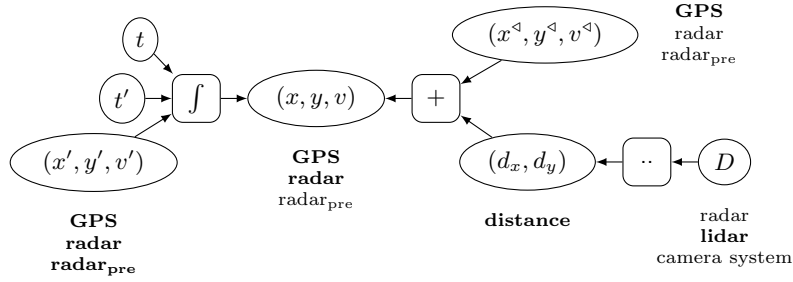 t
t′
(x′, y′, v′)
GPS
radar
radar_pre
∫
(x, y, v)
GPS
radar
radar_pre
+
(x^◁, y^◁, v^◁)
GPS
radar
radar_pre
(d_x, d_y)
distance
··
D
radar
lidar
camera system